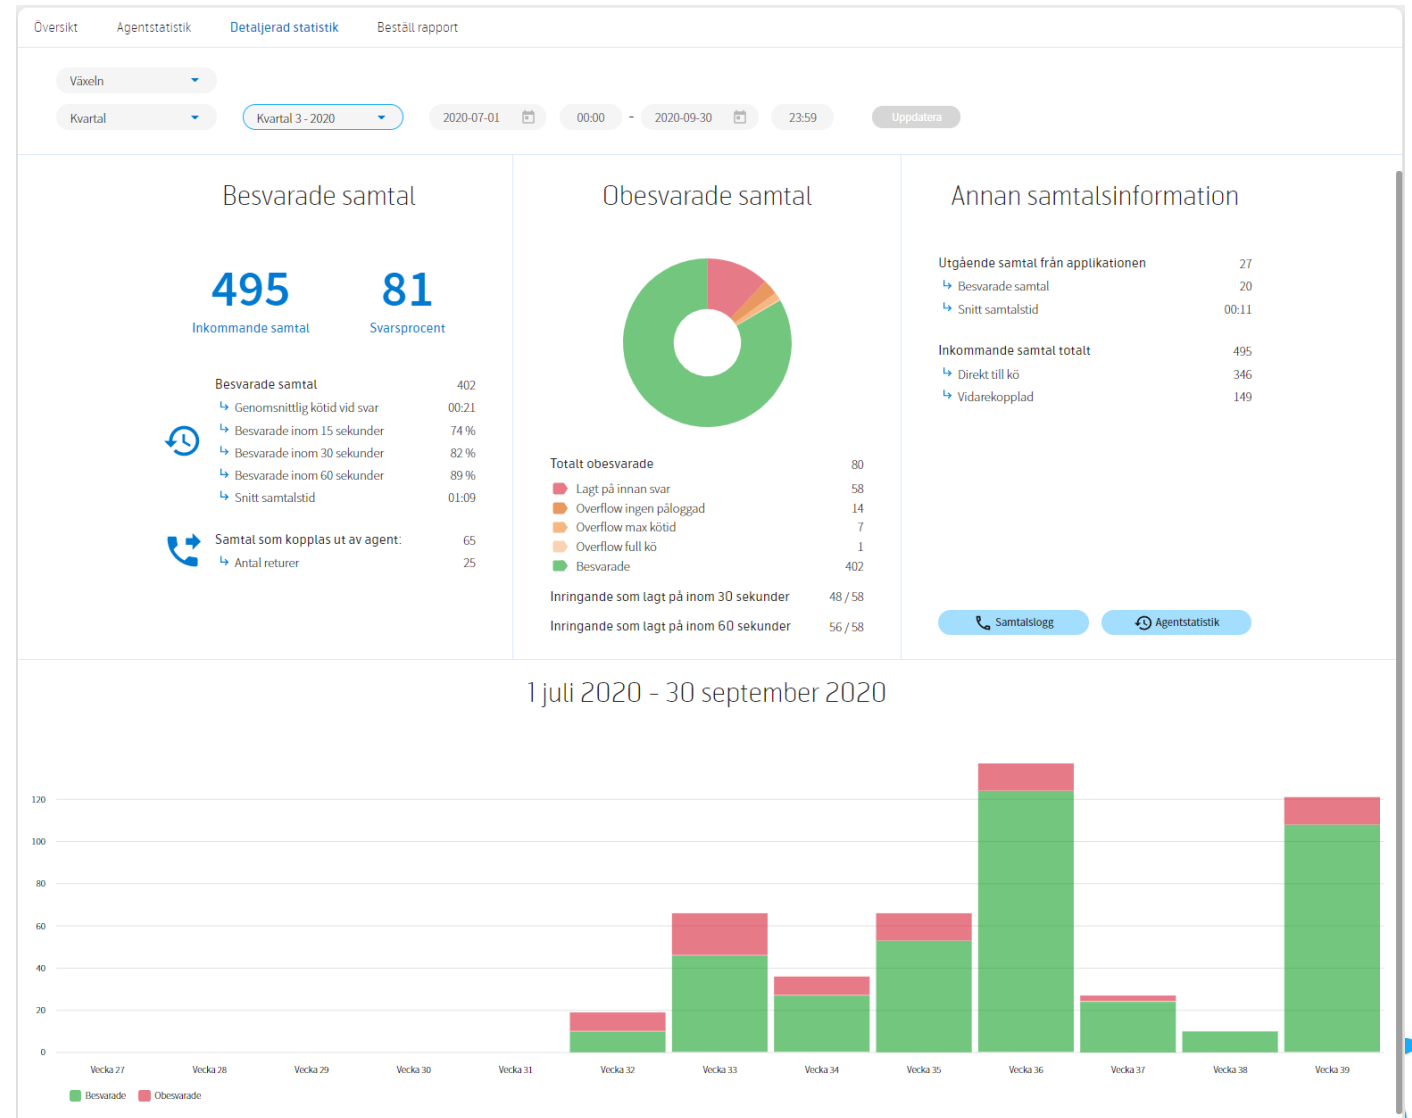 Översikt Agentstatistik Detaljerad statistik Beställ rapport
Växeln
Kvartal Kvartal 3 - 2020 2020-07-01 00:00 - 2020-09-30 23:59 Uppdatera
Besvarade samtal
495 81
Inkommande samtal Svarsprocent
Besvarade samtal 402
Genomsnittlig kötid vid svar 00:21
Besvarade inom 15 sekunder 74 %
Besvarade inom 30 sekunder 82 %
Besvarade inom 60 sekunder 89 %
Snitt samtalstid 01:09
Samtal som kopplas ut av agent: 65
Antal returer 25
Obesvarade samtal
Totalt obesvarade 80
Lagt på innan svar 58
Overflow ingen påloggad 14
Overflow max kötid 7
Overflow full kö 1
Besvarade 402
Inringande som lagt på inom 30 sekunder 48 / 58
Inringande som lagt på inom 60 sekunder 56 / 58
Annan samtalsinformation
Utgående samtal från applikationen 27
Besvarade samtal 20
Snitt samtalstid 00:11
Inkommande samtal totalt 495
Direkt till kö 346
Vidarekopplad 149
Samtalslogg Agentstatistik
1 juli 2020 - 30 september 2020
120
100
80
60
40
20
0
Vecka 27 Vecka 28 Vecka 29 Vecka 30 Vecka 31 Vecka 32 Vecka 33 Vecka 34 Vecka 35 Vecka 36 Vecka 37 Vecka 38 Vecka 39
Besvarade Obesvarade